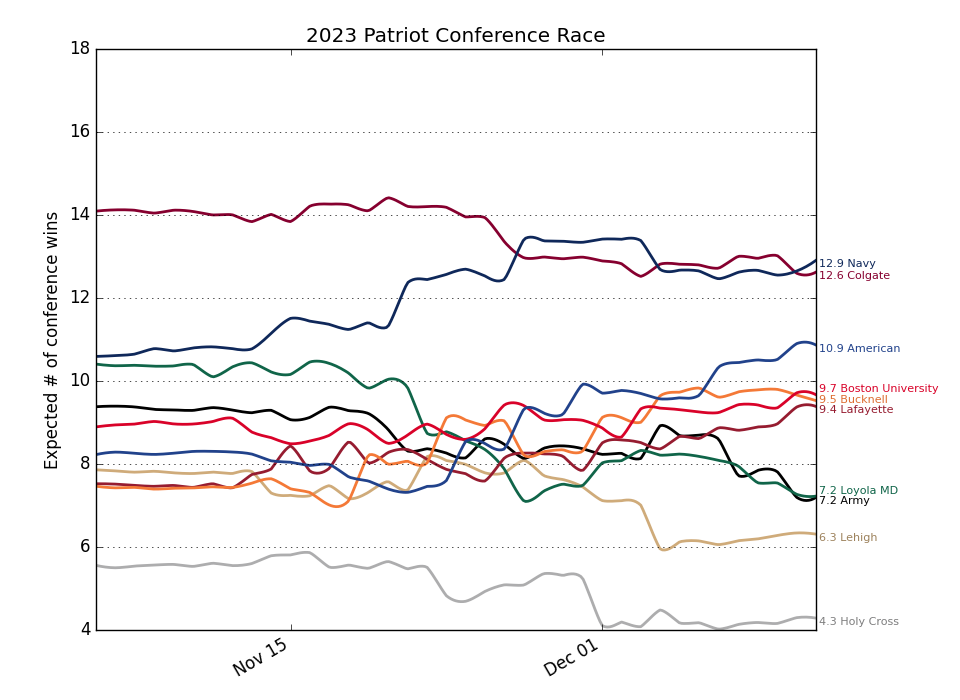 2023 Patriot Conference Race
Expected # of conference wins
18
16
14
12
10
8
6
4
Nov 15
Dec 01
12.9 Navy
12.6 Colgate
10.9 American
9.7 Boston University
9.5 Bucknell
9.4 Lafayette
7.2 Loyola MD
7.2 Army
6.3 Lehigh
4.3 Holy Cross